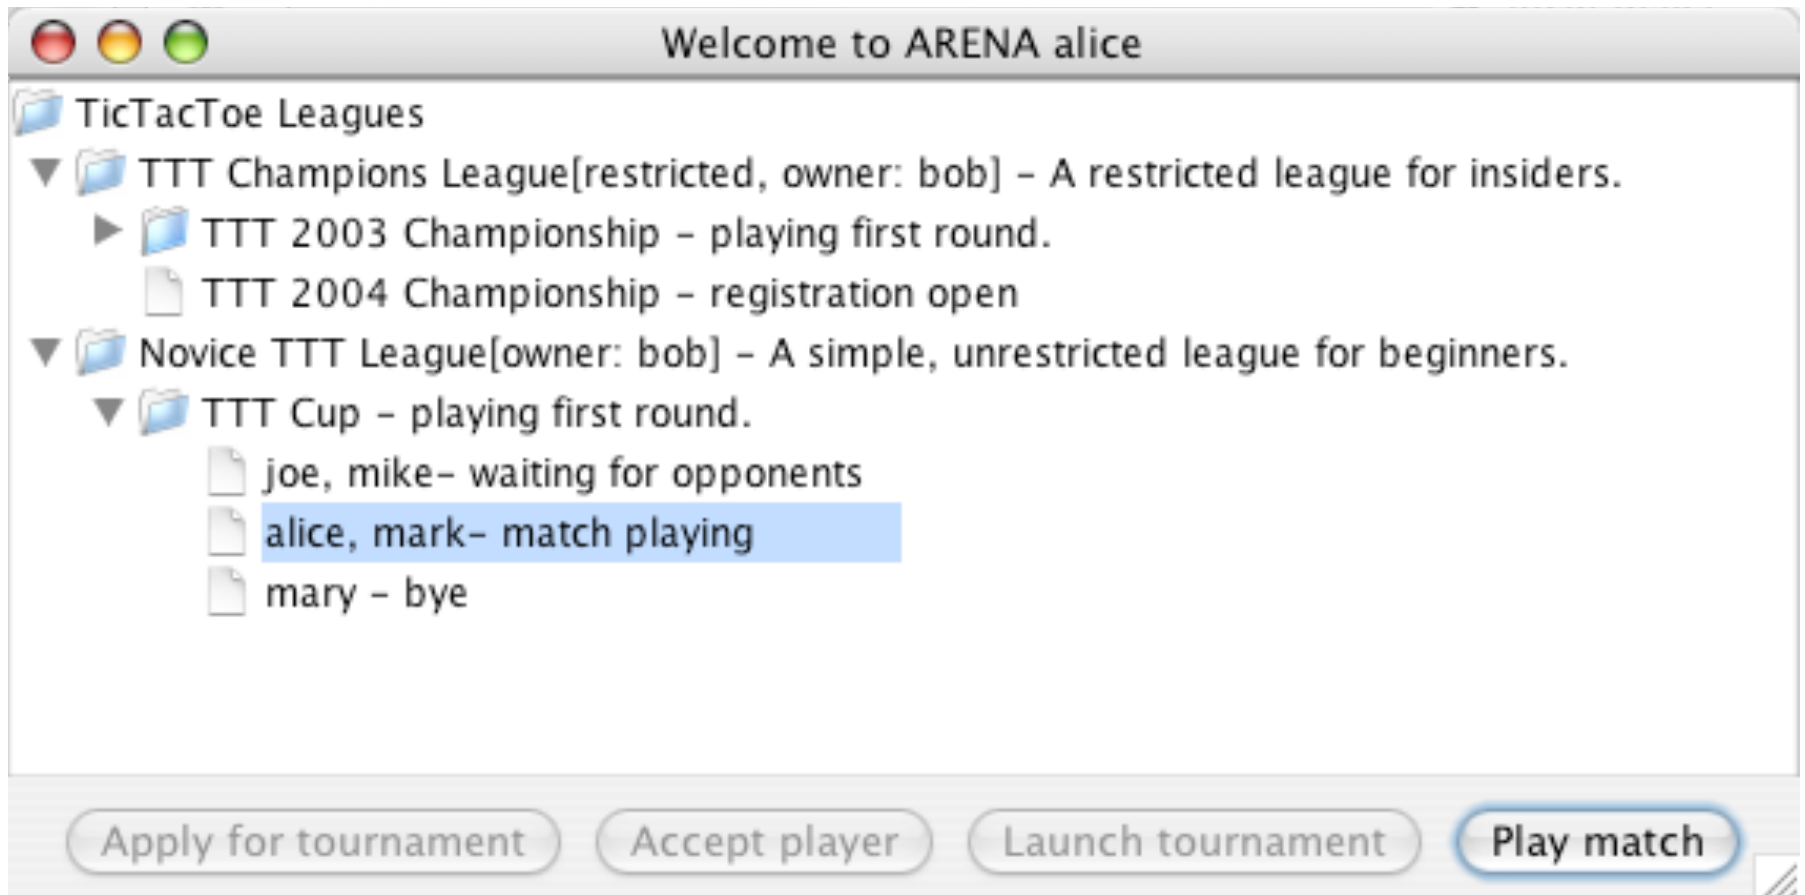 Welcome to ARENA alice
TicTacToe Leagues
TTT Champions League[restricted, owner: bob] – A restricted league for insiders.
TTT 2003 Championship – playing first round.
TTT 2004 Championship – registration open
Novice TTT League[owner: bob] – A simple, unrestricted league for beginners.
TTT Cup – playing first round.
joe, mike– waiting for opponents
alice, mark– match playing
mary – bye
Apply for tournament Accept player Launch tournament Play match